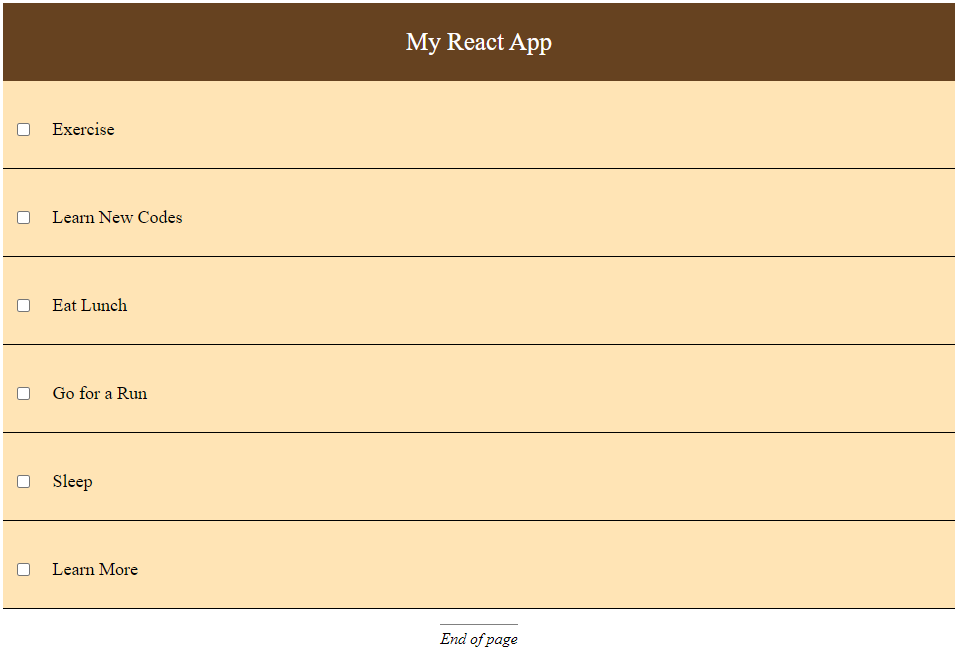 My React App
Exercise
Learn New Codes
Eat Lunch
Go for a Run
Sleep
Learn More
End of page